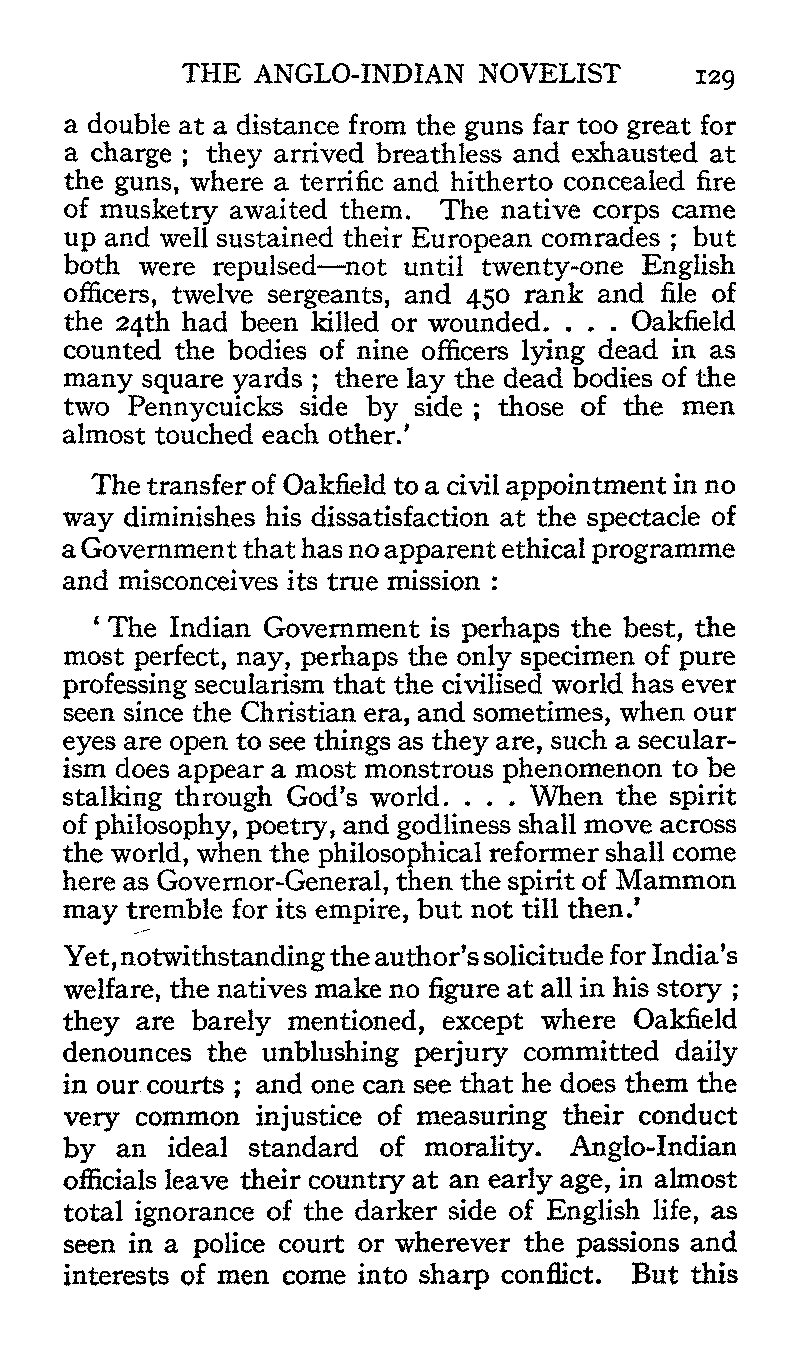 THE ANGLO-INDIAN NOVELIST 129
a double at a distance from the guns far too great for
a charge ; they arrived breathless and exhausted at
the guns, where a terrific and hitherto concealed fire
of musketry awaited them. The native corps came
up and well sustained their European comrades ; but
both were repulsed—not until twenty-one English
officers, twelve sergeants, and 450 rank and file of
the 24th had been killed or wounded. . . . Oakfield
counted the bodies of nine officers lying dead in as
many square yards ; there lay the dead bodies of the
two Pennycuicks side by side ; those of the men
almost touched each other.'
The transfer of Oakfield to a civil appointment in no
way diminishes his dissatisfaction at the spectacle of
a Government that has no apparent ethical programme
and misconceives its true mission :
‘ The Indian Government is perhaps the best, the
most perfect, nay, perhaps the only specimen of pure
professing secularism that the civilised world has ever
seen since the Christian era, and sometimes, when our
eyes are open to see things as they are, such a secular-
ism does appear a most monstrous phenomenon to be
stalking through God's world. . . . When the spirit
of philosophy, poetry, and godliness shall move across
the world, when the philosophical reformer shall come
here as Governor-General, then the spirit of Mammon
may tremble for its empire, but not till then.'
Yet, notwithstanding the author's solicitude for India's
welfare, the natives make no figure at all in his story ;
they are barely mentioned, except where Oakfield
denounces the unblushing perjury committed daily
in our courts ; and one can see that he does them the
very common injustice of measuring their conduct
by an ideal standard of morality. Anglo-Indian
officials leave their country at an early age, in almost
total ignorance of the darker side of English life, as
seen in a police court or wherever the passions and
interests of men come into sharp conflict. But this